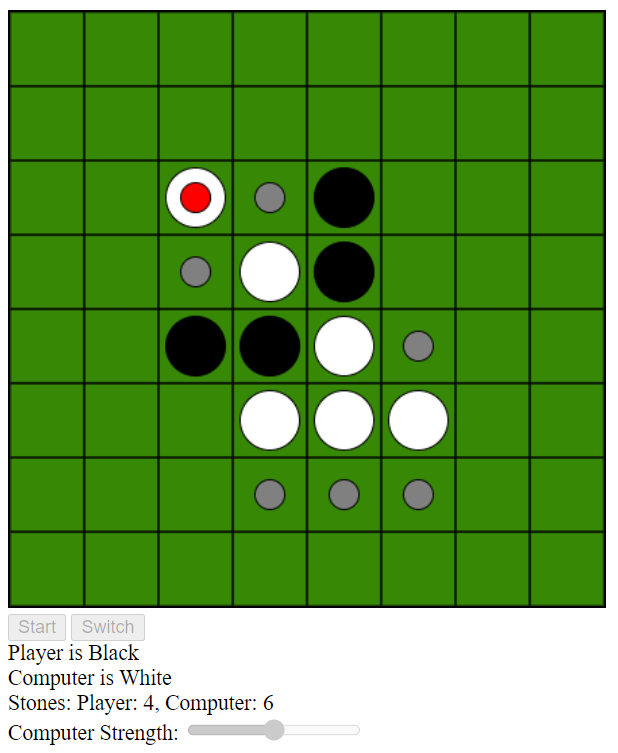 Start Switch
Player is Black
Computer is White
Stones: Player: 4, Computer: 6
Computer Strength: